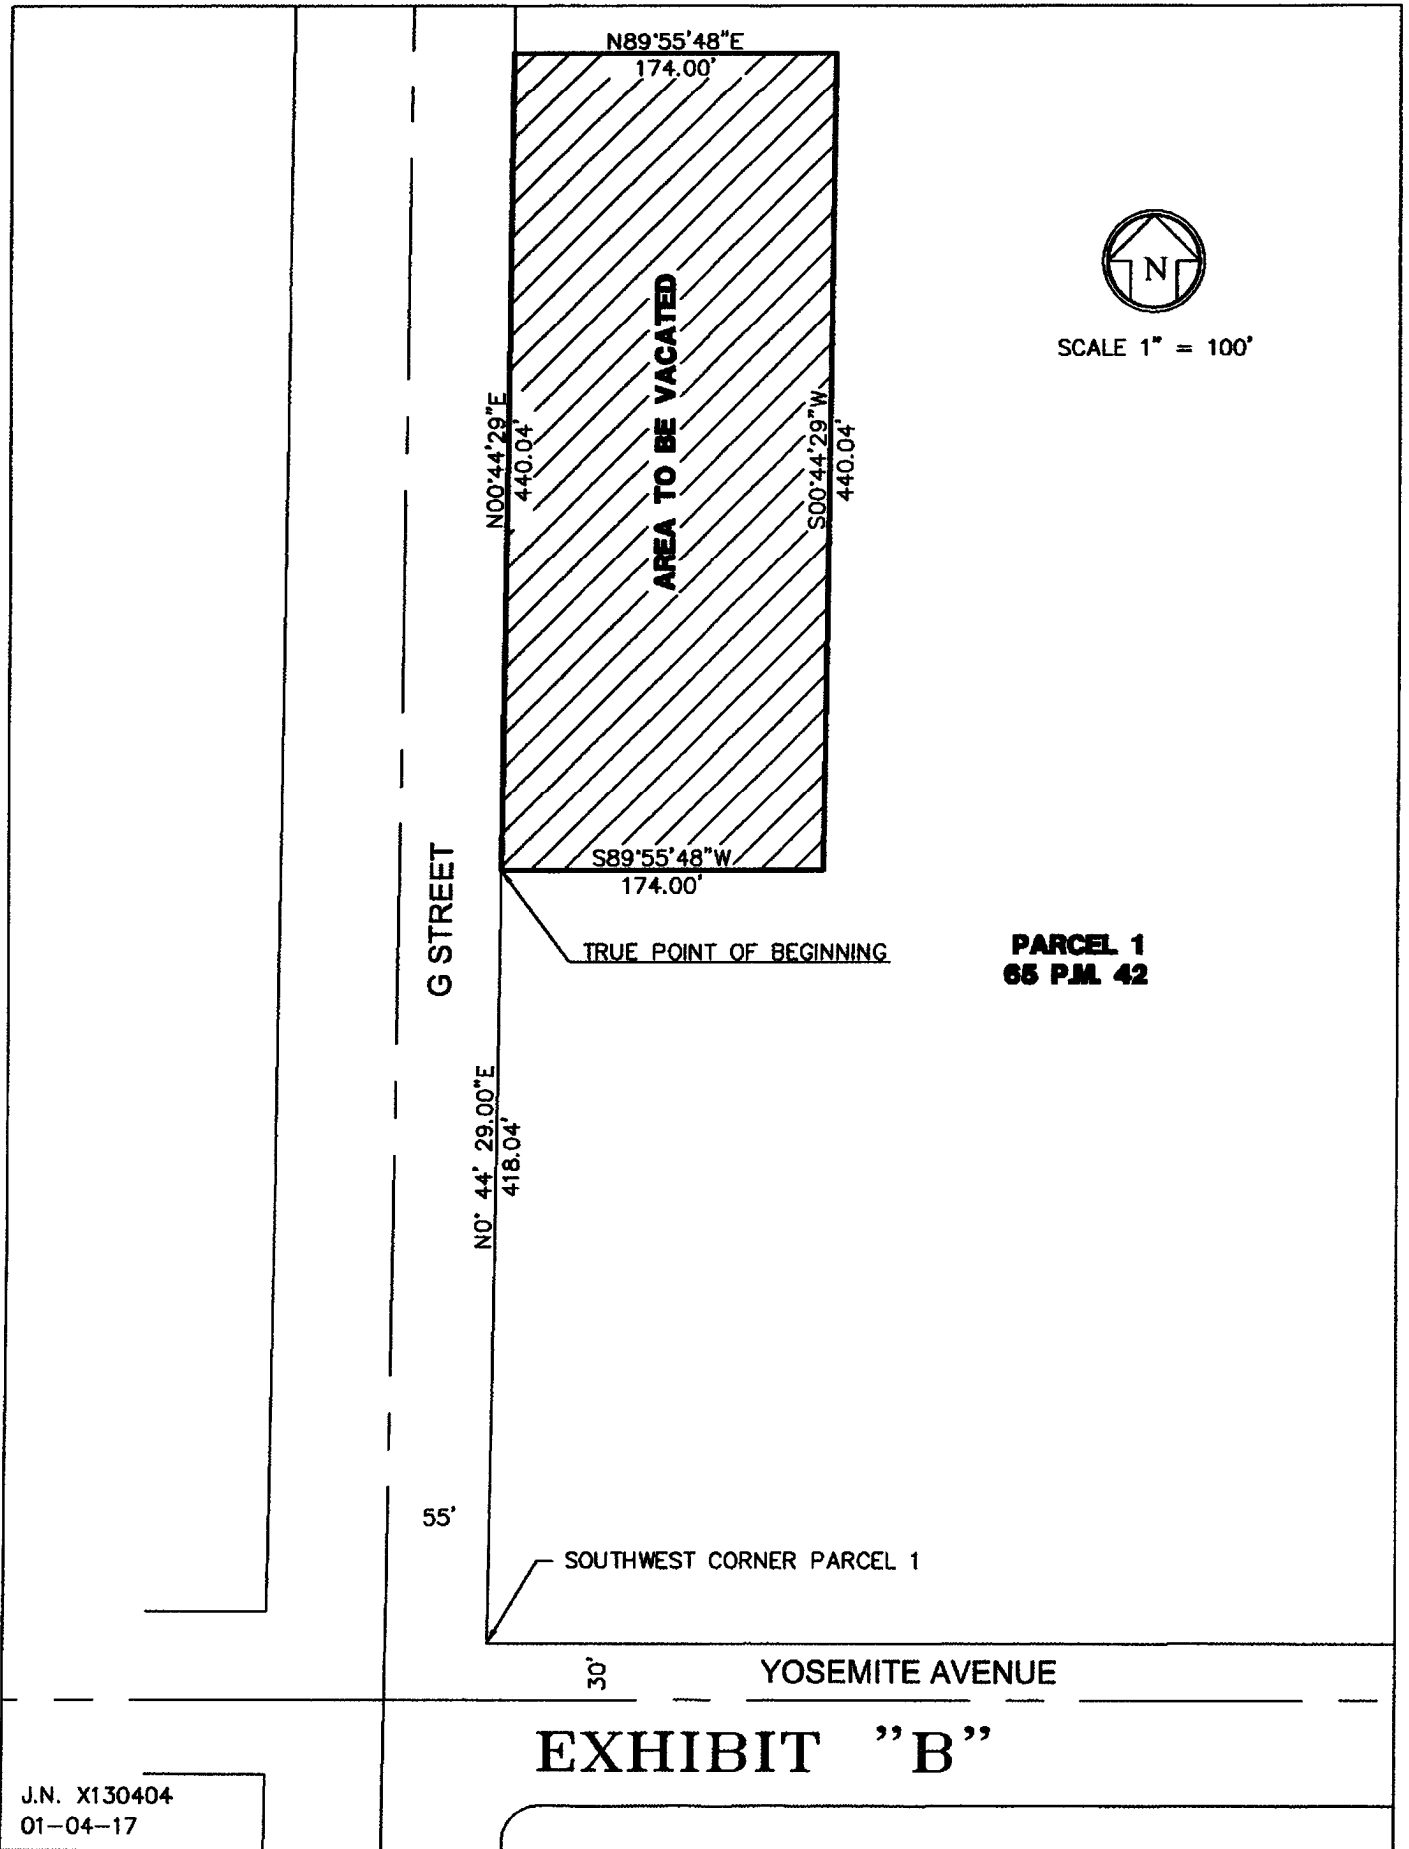 N89°55'48"E
174.00'
N
SCALE 1" = 100'
AREA TO BE VACATED
N00°44'29"E
440.04'
S00°44'29"W
440.04'
S89°55'48"W
174.00'
G STREET
TRUE POINT OF BEGINNING
PARCEL 1
65 P.M. 42
N0° 44' 29.00"E
418.04'
55'
SOUTHWEST CORNER PARCEL 1
30'
YOSEMITE AVENUE
EXHIBIT "B"
J.N. X130404
01-04-17